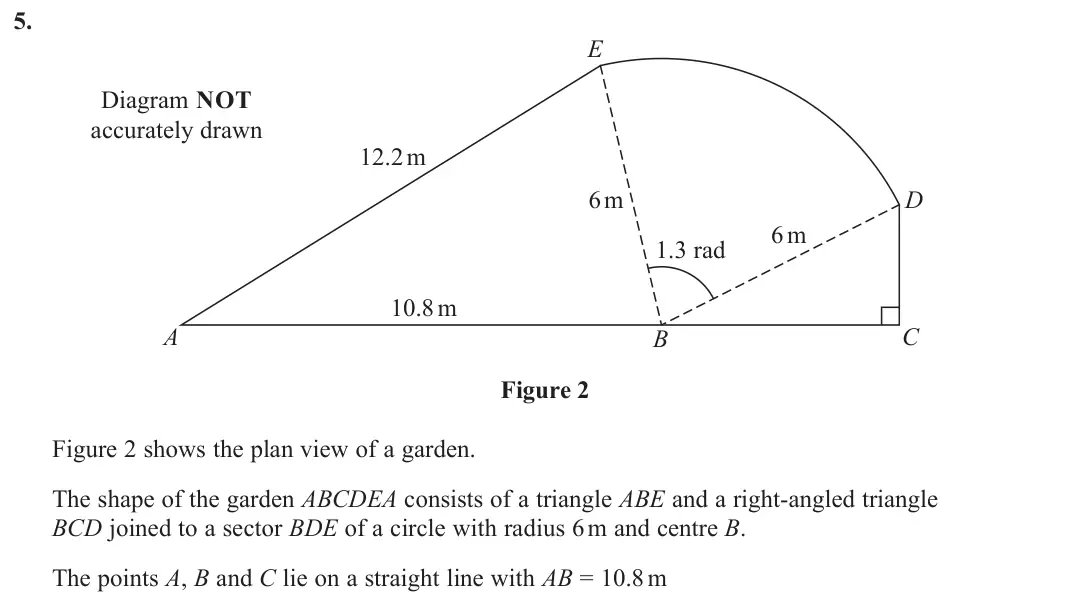 5.
E
Diagram NOT
accurately drawn
12.2 m
6 m
D
6 m
1.3 rad
10.8 m
A
B
C
Figure 2
Figure 2 shows the plan view of a garden.
The shape of the garden ABCDEA consists of a triangle ABE and a right-angled triangle
BCD joined to a sector BDE of a circle with radius 6 m and centre B.
The points A, B and C lie on a straight line with AB = 10.8 m